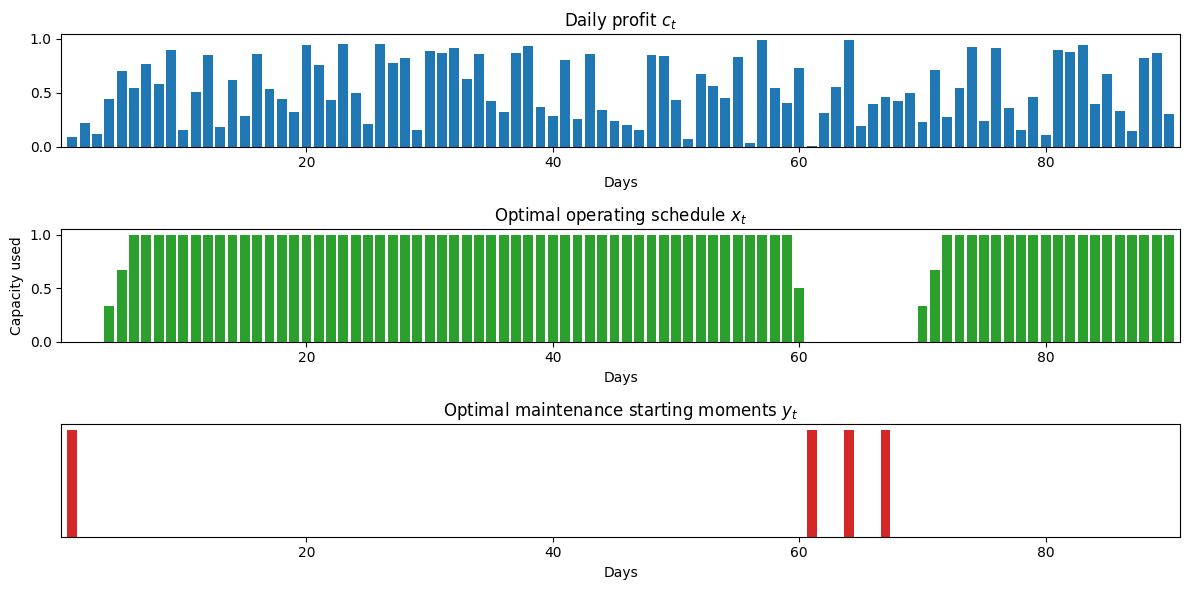 Daily profit c_t
1.0
0.5
0.0
20 40 60 80
Days
Optimal operating schedule x_t
Capacity used
1.0
0.5
0.0
20 40 60 80
Days
Optimal maintenance starting moments y_t
20 40 60 80
Days